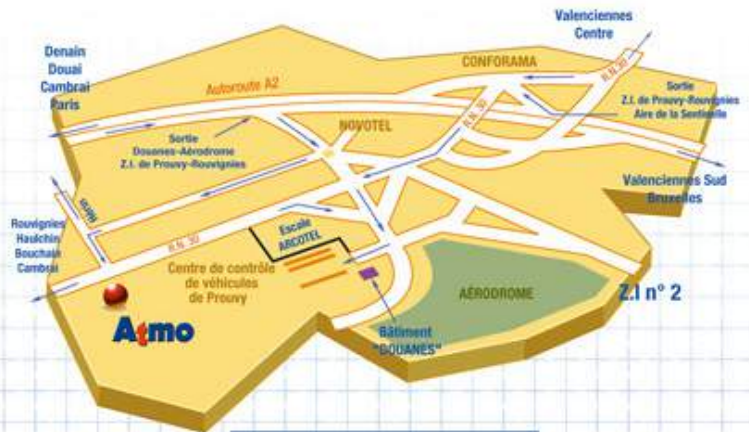 Valenciennes
Centre
Denain
Douai
Cambrai
Paris
CONFORAMA
R.N.30
Autoroute A2
Sortie
Z.I. de Prouvy-Rouvignies
Aire de la Sentinelle
R.N. 30
NOVOTEL
Sortie
Douanes-Aérodrome
Z.I. de Prouvy-Rouvignies
Valenciennes Sud
Bruxelles
Hérin
Rouvignies
Haulchin
Bouchain
Cambrai
R.N. 30
Escale
ARCOTEL
Centre de contrôle
de véhicules
de Prouvy
AÉRODROME
Z.I n° 2
Atmo
Bâtiment
"DOUANES"